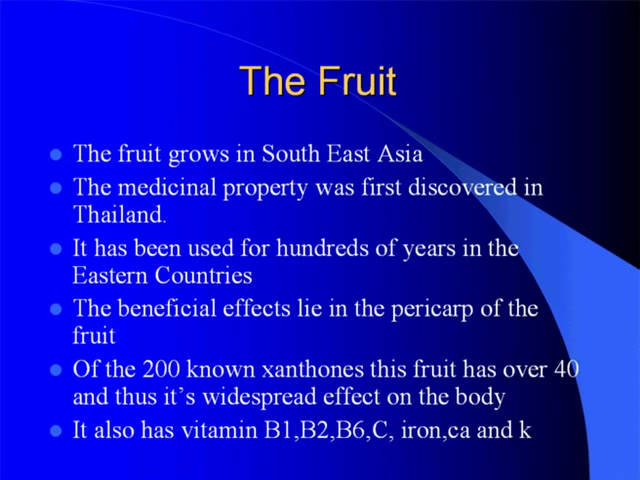 The Fruit
The fruit grows in South East Asia
The medicinal property was first discovered in
Thailand.
It has been used for hundreds of years in the
Eastern Countries
The beneficial effects lie in the pericarp of the
fruit
Of the 200 known xanthones this fruit has over 40
and thus it’s widespread effect on the body
It also has vitamin B1,B2,B6,C, iron,ca and k